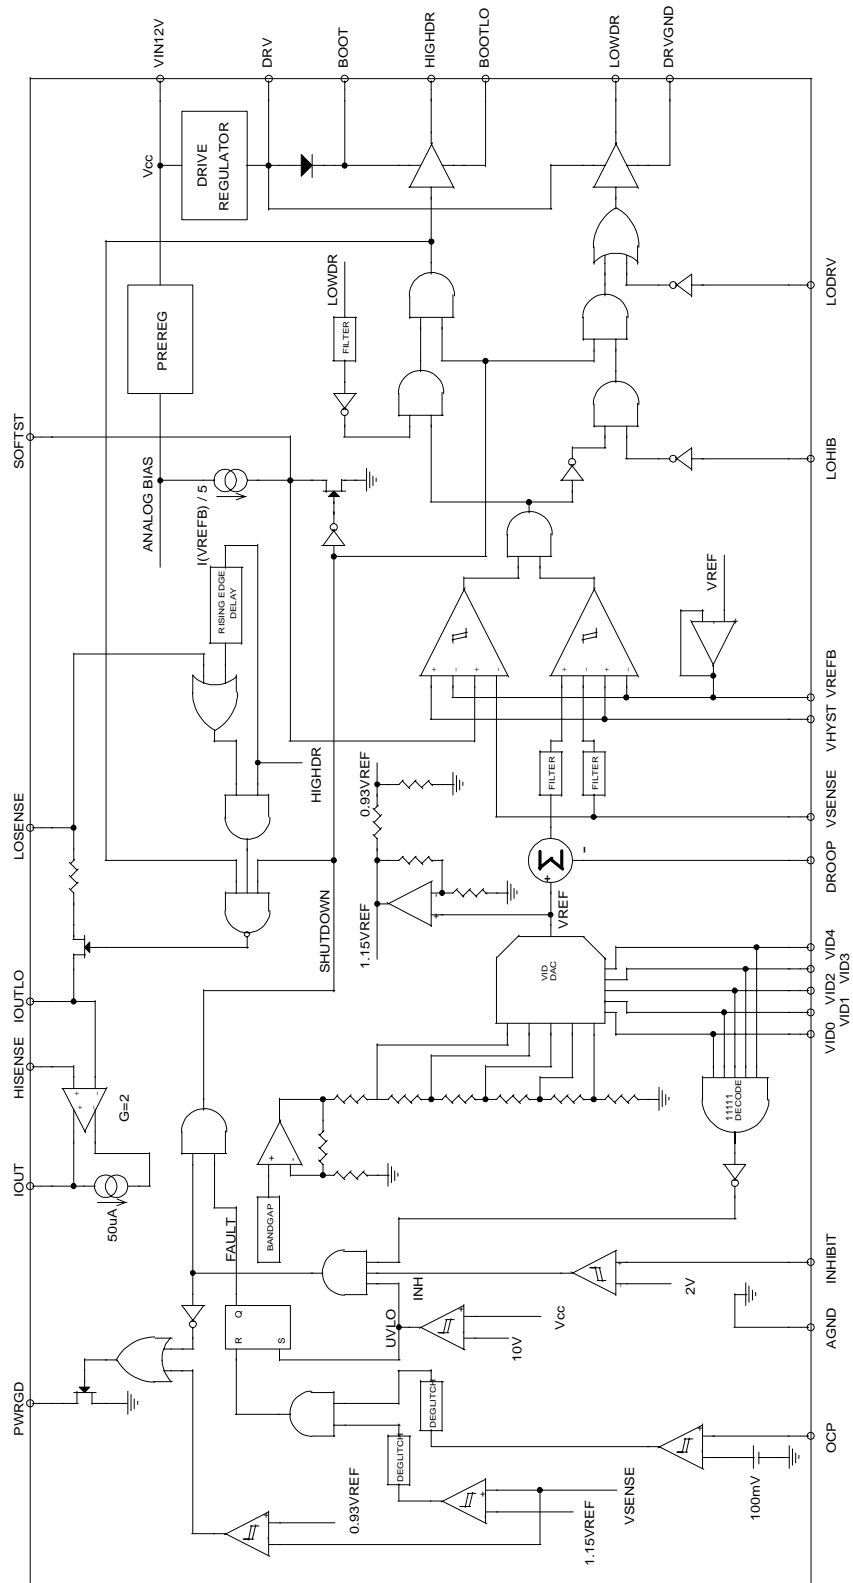 VIN12V
DRV
BOOT
HIGHDR
BOOTLO
LOWDR
DRVGND
Vcc
DRIVE
REGULATOR
PREREG
LOWDR
FILTER
LODRV
SOFTST
ANALOG BIAS
I(VREFB) / 5
LOHIB
RISING EDGE
DELAY
VREF
+
-
+
-
+
-
+
-
+
-
+
VREFB
VHYST
HIGHDR
FILTER
FILTER
0.93VREF
VSENSE
LOSENSE
Σ
-
+
DROOP
SHUTDOWN
1.15VREF
-
+
VREF
VID
DAC
VID4
VID3
VID2
VID1
VID0
IOUTLO
HISENSE
+
-
+
-
G=2
IOUT
50uA
11111
DECODE
+
-
BANDGAP
FAULT
INH
INHIBIT
+
-
2V
Q
R
S
UVLO
+
-
Vcc
10V
AGND
PWRGD
DEGLITCH
DEGLITCH
OCP
+
-
100mV
+
-
VSENSE
1.15VREF
+
-
0.93VREF